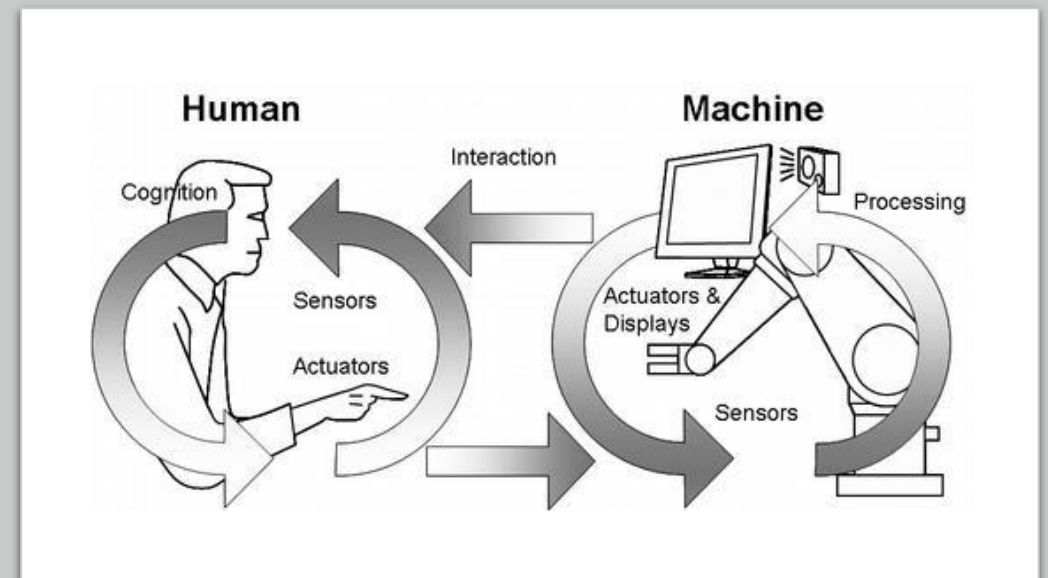 Human
Machine
Interaction
Cognition
Processing
Sensors
Actuators &
Displays
Actuators
Sensors